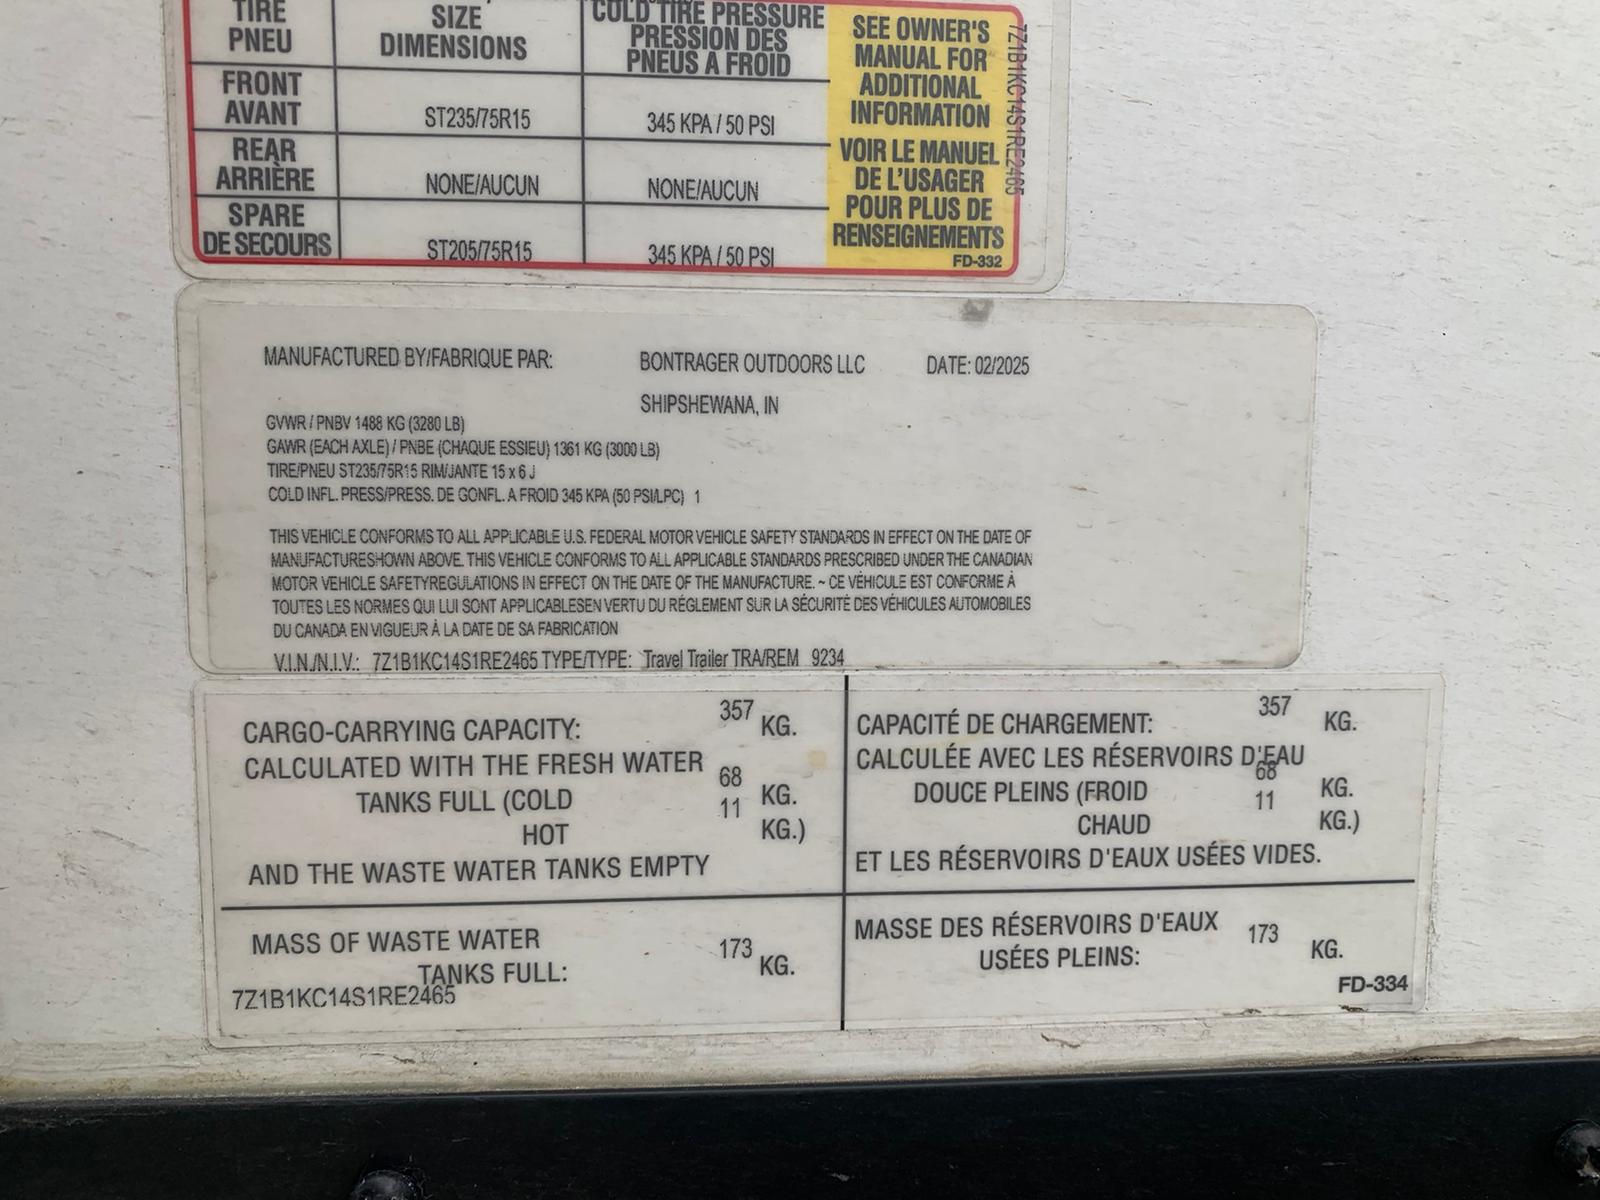 TIRE SIZE COLD TIRE PRESSURE
PNEU DIMENSIONS PRESSION DES
PNEUS A FROID
FRONT
AVANT ST235/75R15 345 KPA / 50 PSI
REAR
ARRIÈRE NONE/AUCUN NONE/AUCUN
SPARE
DE SECOURS ST205/75R15 345 KPA / 50 PSI
SEE OWNER'S
MANUAL FOR
ADDITIONAL
INFORMATION
VOIR LE MANUEL
DE L'USAGER
POUR PLUS DE
RENSEIGNEMENTS
FD-332
7Z1B1KC14S1RE2465
MANUFACTURED BY/FABRIQUE PAR: BONTRAGER OUTDOORS LLC DATE: 02/2025
SHIPSHEWANA, IN
GVWR / PNBV 1488 KG (3280 LB)
GAWR (EACH AXLE) / PNBE (CHAQUE ESSIEU) 1361 KG (3000 LB)
TIRE/PNEU ST235/75R15 RIM/JANTE 15 x 6 J
COLD INFL. PRESS/PRESS. DE GONFL. A FROID 345 KPA (50 PSI/LPC) 1
THIS VEHICLE CONFORMS TO ALL APPLICABLE U.S. FEDERAL MOTOR VEHICLE SAFETY STANDARDS IN EFFECT ON THE DATE OF
MANUFACTURESHOWN ABOVE. THIS VEHICLE CONFORMS TO ALL APPLICABLE STANDARDS PRESCRIBED UNDER THE CANADIAN
MOTOR VEHICLE SAFETYREGULATIONS IN EFFECT ON THE DATE OF THE MANUFACTURE. ~ CE VÉHICULE EST CONFORME À
TOUTES LES NORMES QUI LUI SONT APPLICABLESEN VERTU DU RÉGLEMENT SUR LA SÉCURITÉ DES VÉHICULES AUTOMOBILES
DU CANADA EN VIGUEUR À LA DATE DE SA FABRICATION
V.I.N./N.I.V.: 7Z1B1KC14S1RE2465 TYPE/TYPE: Travel Trailer TRA/REM 9234
CARGO-CARRYING CAPACITY: 357 KG.
CALCULATED WITH THE FRESH WATER
TANKS FULL (COLD 68 KG.
HOT 11 KG.)
AND THE WASTE WATER TANKS EMPTY
MASS OF WASTE WATER
TANKS FULL: 173 KG.
7Z1B1KC14S1RE2465
CAPACITÉ DE CHARGEMENT: 357 KG.
CALCULÉE AVEC LES RÉSERVOIRS D'EAU
DOUCE PLEINS (FROID 68 KG.
CHAUD 11 KG.)
ET LES RÉSERVOIRS D'EAUX USÉES VIDES.
MASSE DES RÉSERVOIRS D'EAUX
USÉES PLEINS: 173 KG.
FD-334